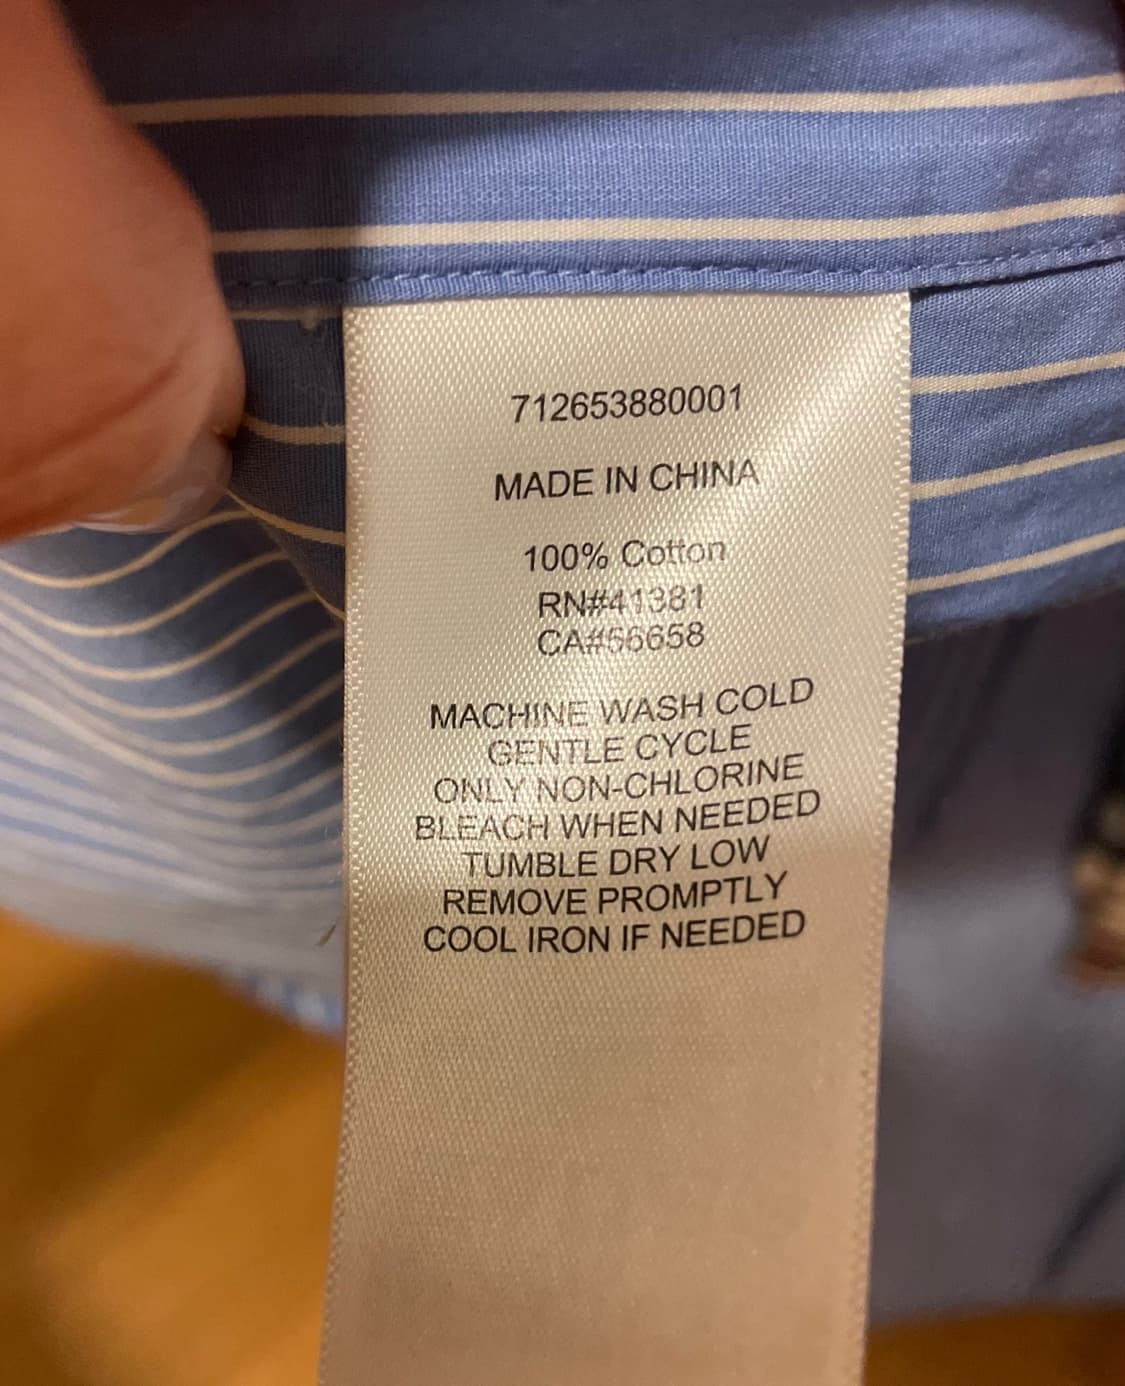 712653880001
MADE IN CHINA
100% Cotton
RN#41381
CA#56658
MACHINE WASH COLD
GENTLE CYCLE
ONLY NON-CHLORINE
BLEACH WHEN NEEDED
TUMBLE DRY LOW
REMOVE PROMPTLY
COOL IRON IF NEEDED